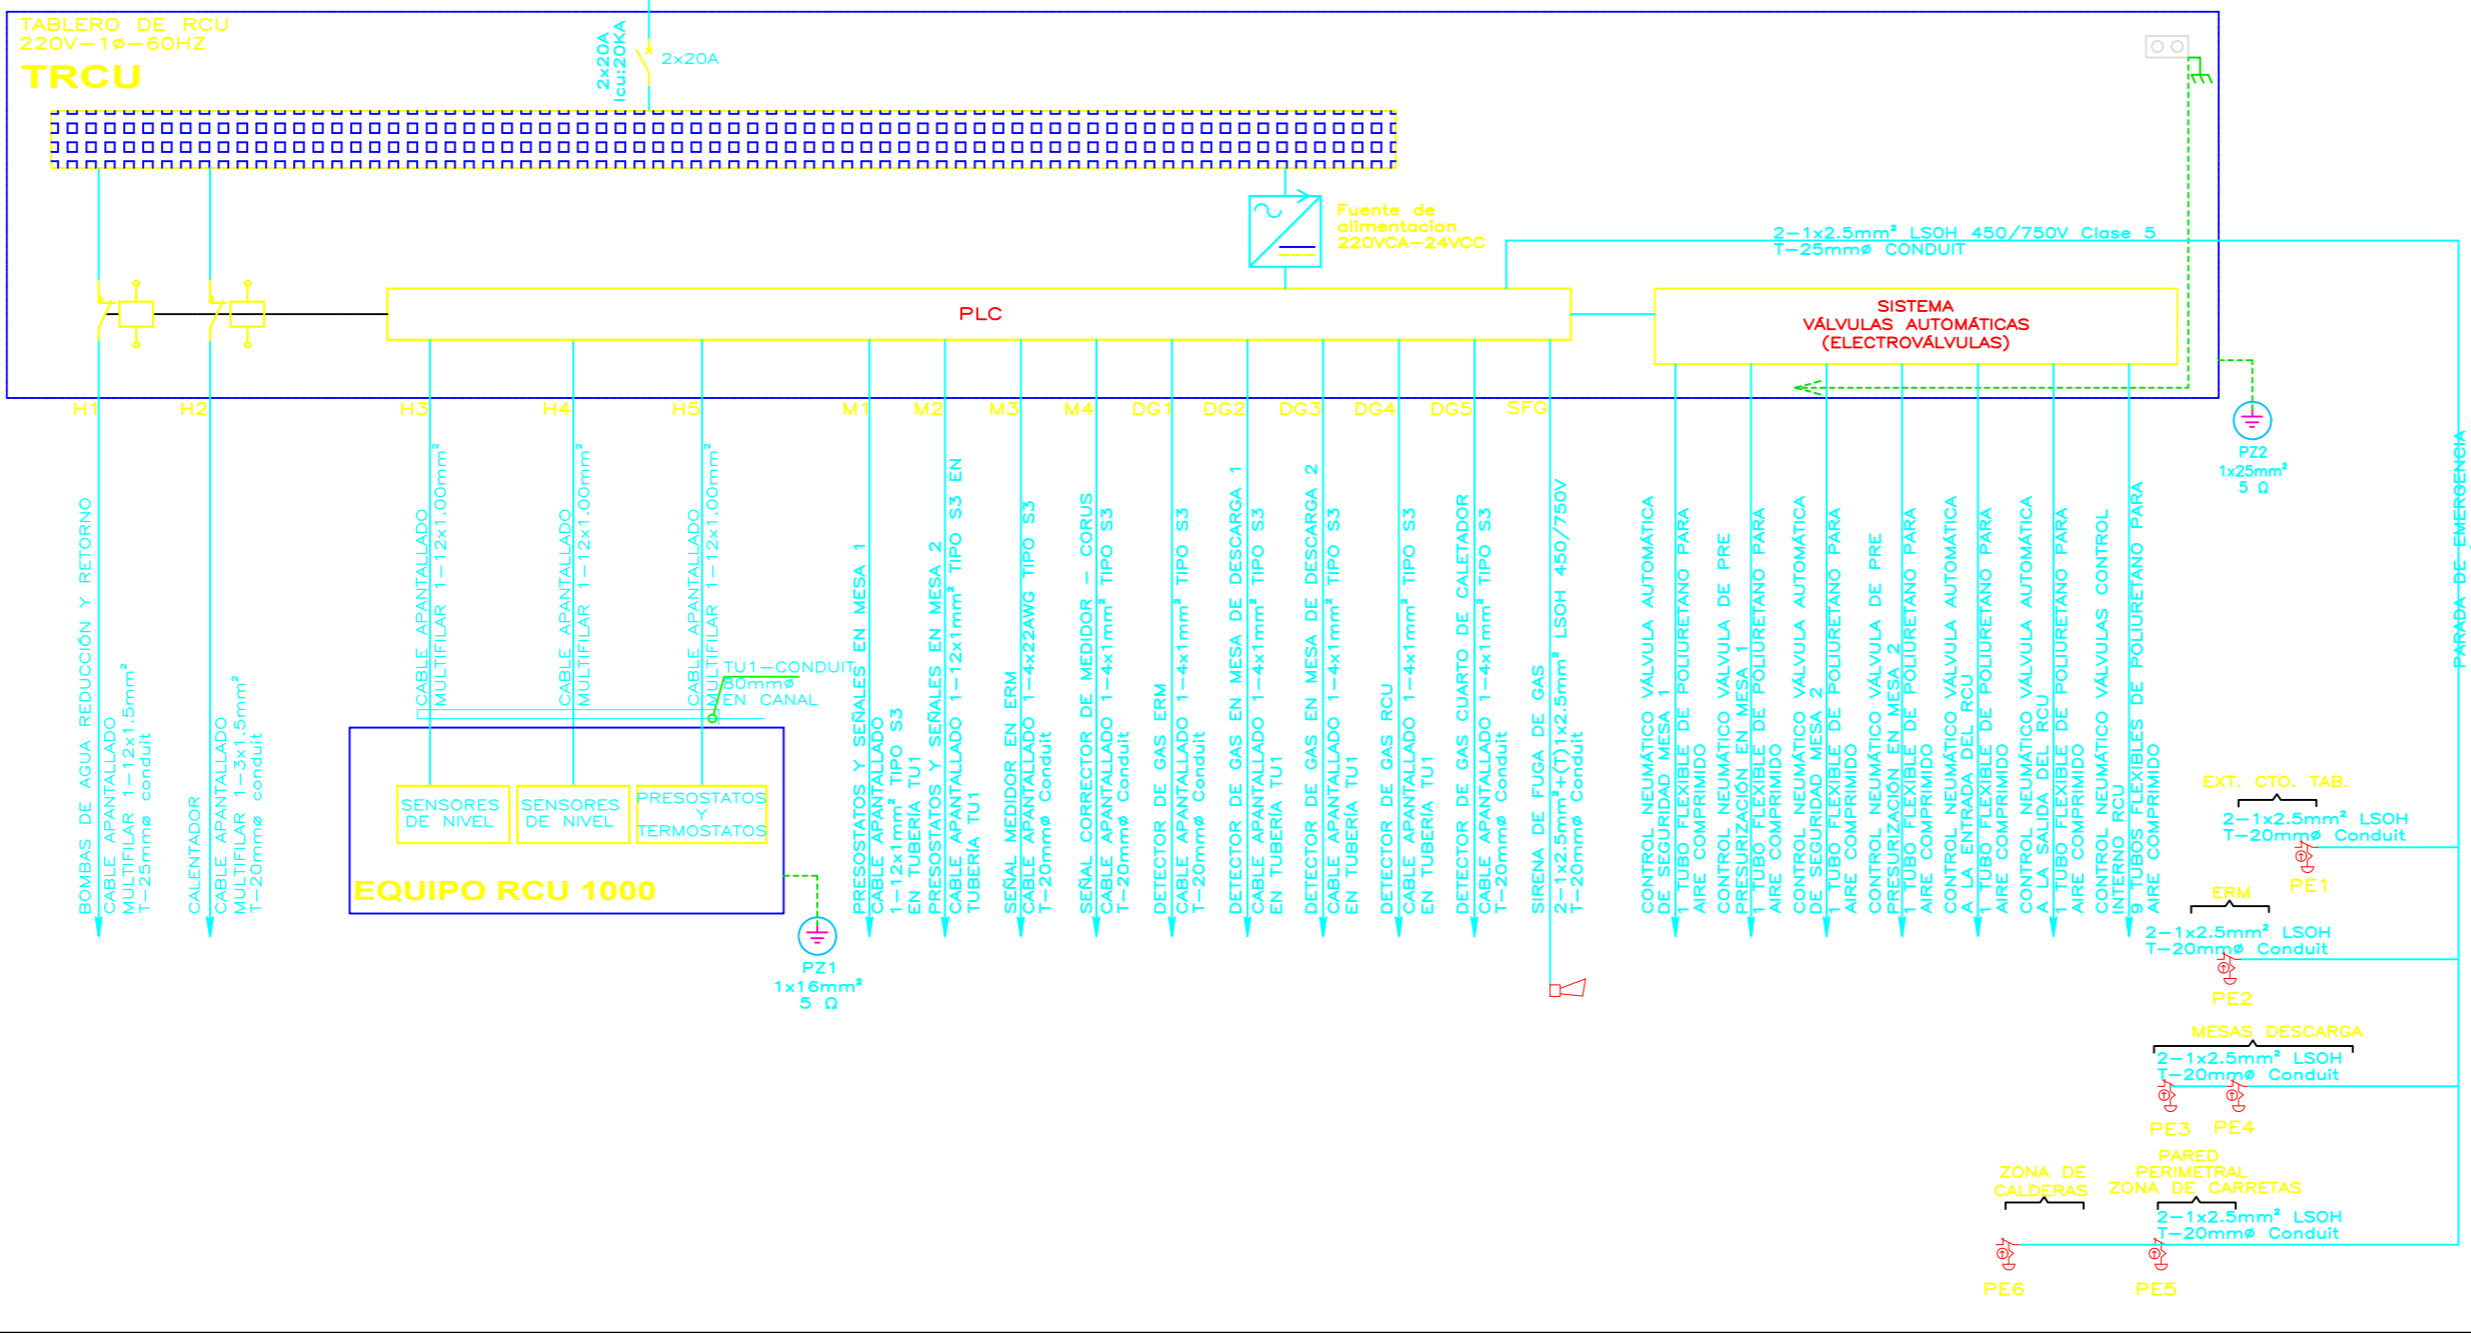 TABLERO DE RCU
220V-1ø-60HZ
TRCU
2x20A
Icu:20KA
2x20A
Fuente de
alimentacion
220VCA-24VCC
2-1x2.5mm² LSOH 450/750V Clase 5
T-25mmø CONDUIT
PLC
SISTEMA
VÁLVULAS AUTOMÁTICAS
(ELECTROVÁLVULAS)
H1
H2
H3
H4
H5
M1
M2
M3
M4
DG1
DG2
DG3
DG4
DG5
SFG
PZ2
1x25mm²
5 Ω
BOMBAS DE AGUA REDUCCIÓN Y RETORNO
CABLE APANTALLADO
MULTIFILAR 1-12x1.5mm²
T-25mmø conduit
CALENTADOR
CABLE APANTALLADO
MULTIFILAR 1-3x1.5mm²
T-20mmø conduit
CABLE APANTALLADO
MULTIFILAR 1-12x1.00mm²
CABLE APANTALLADO
MULTIFILAR 1-12x1.00mm²
CABLE APANTALLADO
MULTIFILAR 1-12x1.00mm²
TU1-CONDUIT
80mmø
EN CANAL
SENSORES
DE NIVEL
SENSORES
DE NIVEL
PRESOSTATOS
Y
TERMOSTATOS
EQUIPO RCU 1000
PZ1
1x16mm²
5 Ω
PRESOSTATOS Y SEÑALES EN MESA 1
CABLE APANTALLADO
1-12x1mm² TIPO S3
EN TUBERÍA TU1
PRESOSTATOS Y SEÑALES EN MESA 2
CABLE APANTALLADO 1-12x1mm² TIPO S3 EN
TUBERÍA TU1
SEÑAL MEDIDOR EN ERM
CABLE APANTALLADO 1-4x22AWG TIPO S3
T-20mmø Conduit
SEÑAL CORRECTOR DE MEDIDOR - CORUS
CABLE APANTALLADO 1-4x1mm² TIPO S3
T-20mmø Conduit
DETECTOR DE GAS ERM
CABLE APANTALLADO 1-4x1mm² TIPO S3
T-20mmø Conduit
DETECTOR DE GAS EN MESA DE DESCARGA 1
CABLE APANTALLADO 1-4x1mm² TIPO S3
EN TUBERÍA TU1
DETECTOR DE GAS EN MESA DE DESCARGA 2
CABLE APANTALLADO 1-4x1mm² TIPO S3
EN TUBERÍA TU1
DETECTOR DE GAS RCU
CABLE APANTALLADO 1-4x1mm² TIPO S3
EN TUBERÍA TU1
DETECTOR DE GAS CUARTO DE CALETADOR
CABLE APANTALLADO 1-4x1mm² TIPO S3
T-20mmø Conduit
SIRENA DE FUGA DE GAS
2-1x2.5mm²+(T)1x2.5mm² LSOH 450/750V
T-20mmø Conduit
CONTROL NEUMÁTICO VÁLVULA AUTOMÁTICA
DE SEGURIDAD MESA 1
1 TUBO FLEXIBLE DE POLIURETANO PARA
AIRE COMPRIMIDO
CONTROL NEUMÁTICO VÁLVULA DE PRE
PRESURIZACIÓN EN MESA 1
1 TUBO FLEXIBLE DE POLIURETANO PARA
AIRE COMPRIMIDO
CONTROL NEUMÁTICO VÁLVULA AUTOMÁTICA
DE SEGURIDAD MESA 2
1 TUBO FLEXIBLE DE POLIURETANO PARA
AIRE COMPRIMIDO
CONTROL NEUMÁTICO VÁLVULA DE PRE
PRESURIZACIÓN EN MESA 2
1 TUBO FLEXIBLE DE POLIURETANO PARA
AIRE COMPRIMIDO
CONTROL NEUMÁTICO VÁLVULA AUTOMÁTICA
A LA ENTRADA DEL RCU
1 TUBO FLEXIBLE DE POLIURETANO PARA
AIRE COMPRIMIDO
CONTROL NEUMÁTICO VÁLVULA AUTOMÁTICA
A LA SALIDA DEL RCU
1 TUBO FLEXIBLE DE POLIURETANO PARA
AIRE COMPRIMIDO
CONTROL NEUMÁTICO VÁLVULAS CONTROL
INTERNO RCU
9 TUBOS FLEXIBLES DE POLIURETANO PARA
AIRE COMPRIMIDO
PARADA DE EMERGENCIA
EXT. CTO. TAB.
2-1x2.5mm² LSOH
T-20mmø Conduit
PE1
ERM
2-1x2.5mm² LSOH
T-20mmø Conduit
PE2
MESAS DESCARGA
2-1x2.5mm² LSOH
T-20mmø Conduit
PE3
PE4
ZONA DE
CALDERAS
PARED
PERIMETRAL
ZONA DE CARRETAS
2-1x2.5mm² LSOH
T-20mmø Conduit
PE6
PE5